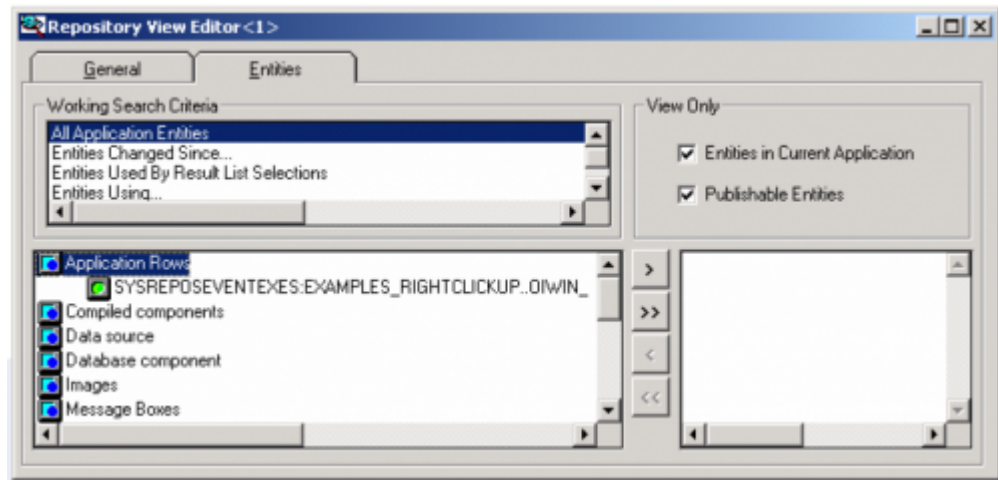 Repository View Editor<1>
General
Entities
Working Search Criteria
All Application Entities
Entities Changed Since...
Entities Used By Result List Selections
Entities Using...
View Only
Entities in Current Application
Publishable Entities
Application Rows
SYSREPOSEVENTEXES:EXAMPLES_RIGHTCLICKUP..OIWIN_
Compiled components
Data source
Database component
Images
Message Boxes
>
>>
<
<<